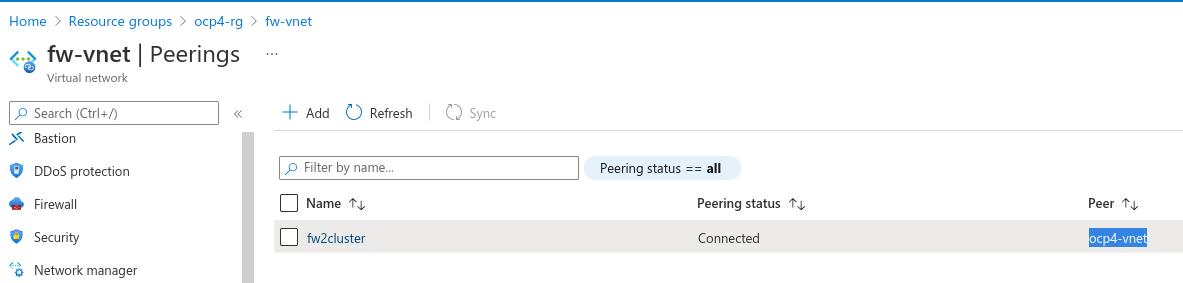 Home > Resource groups > ocp4-rg > fw-vnet
fw-vnet | Peerings ...
Virtual network
Search (Ctrl+/) «
Add Refresh Sync
Bastion
DDoS protection
Firewall
Security
Network manager
Filter by name... Peering status == all
Name ↑↓ Peering status ↑↓ Peer ↑↓
fw2cluster Connected ocp4-vnet